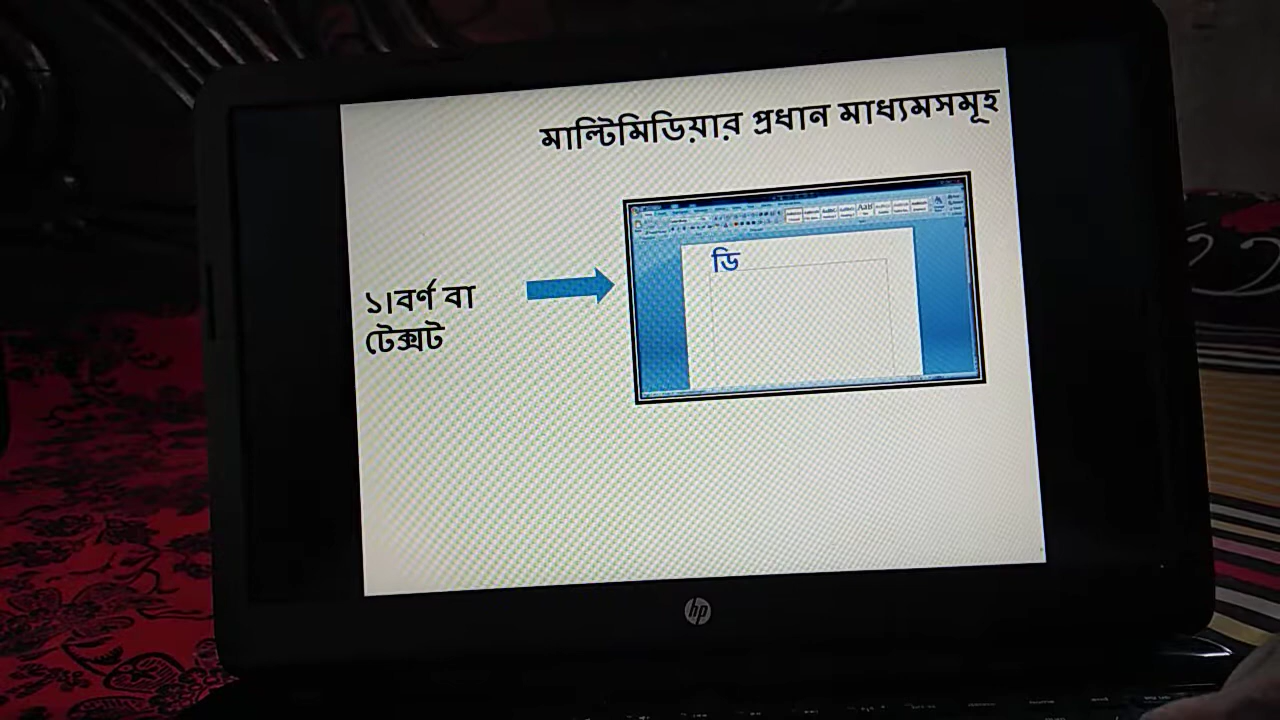 মাল্টিমিডিয়ার প্রধান মাধ্যমসমূহ
ডি
১।বর্ণ বা
টেক্সট
hp